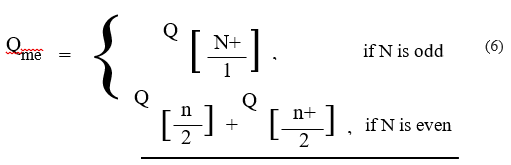 Q [ N+ / 1 ] , if N is odd (6)
Qme = {
Q [ n / 2 ] + Q [ n+ / 2 ] , if N is even